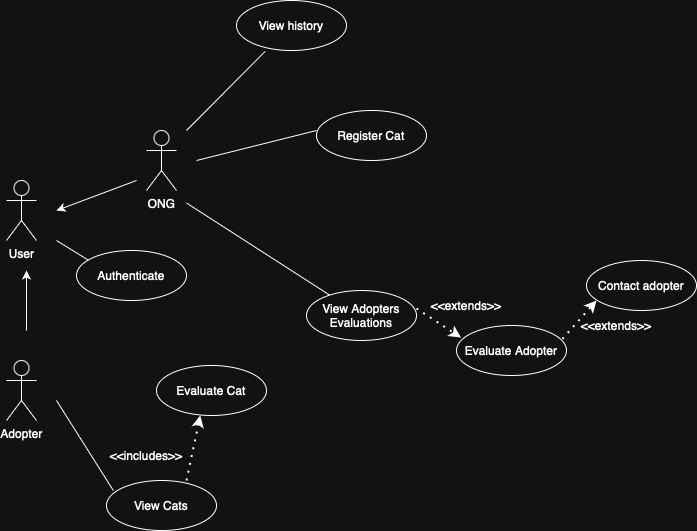 View history
Register Cat
ONG
User
Authenticate
Contact adopter
View Adopters
Evaluations
<<extends>>
<<extends>>
Evaluate Adopter
Evaluate Cat
Adopter
<<includes>>
View Cats